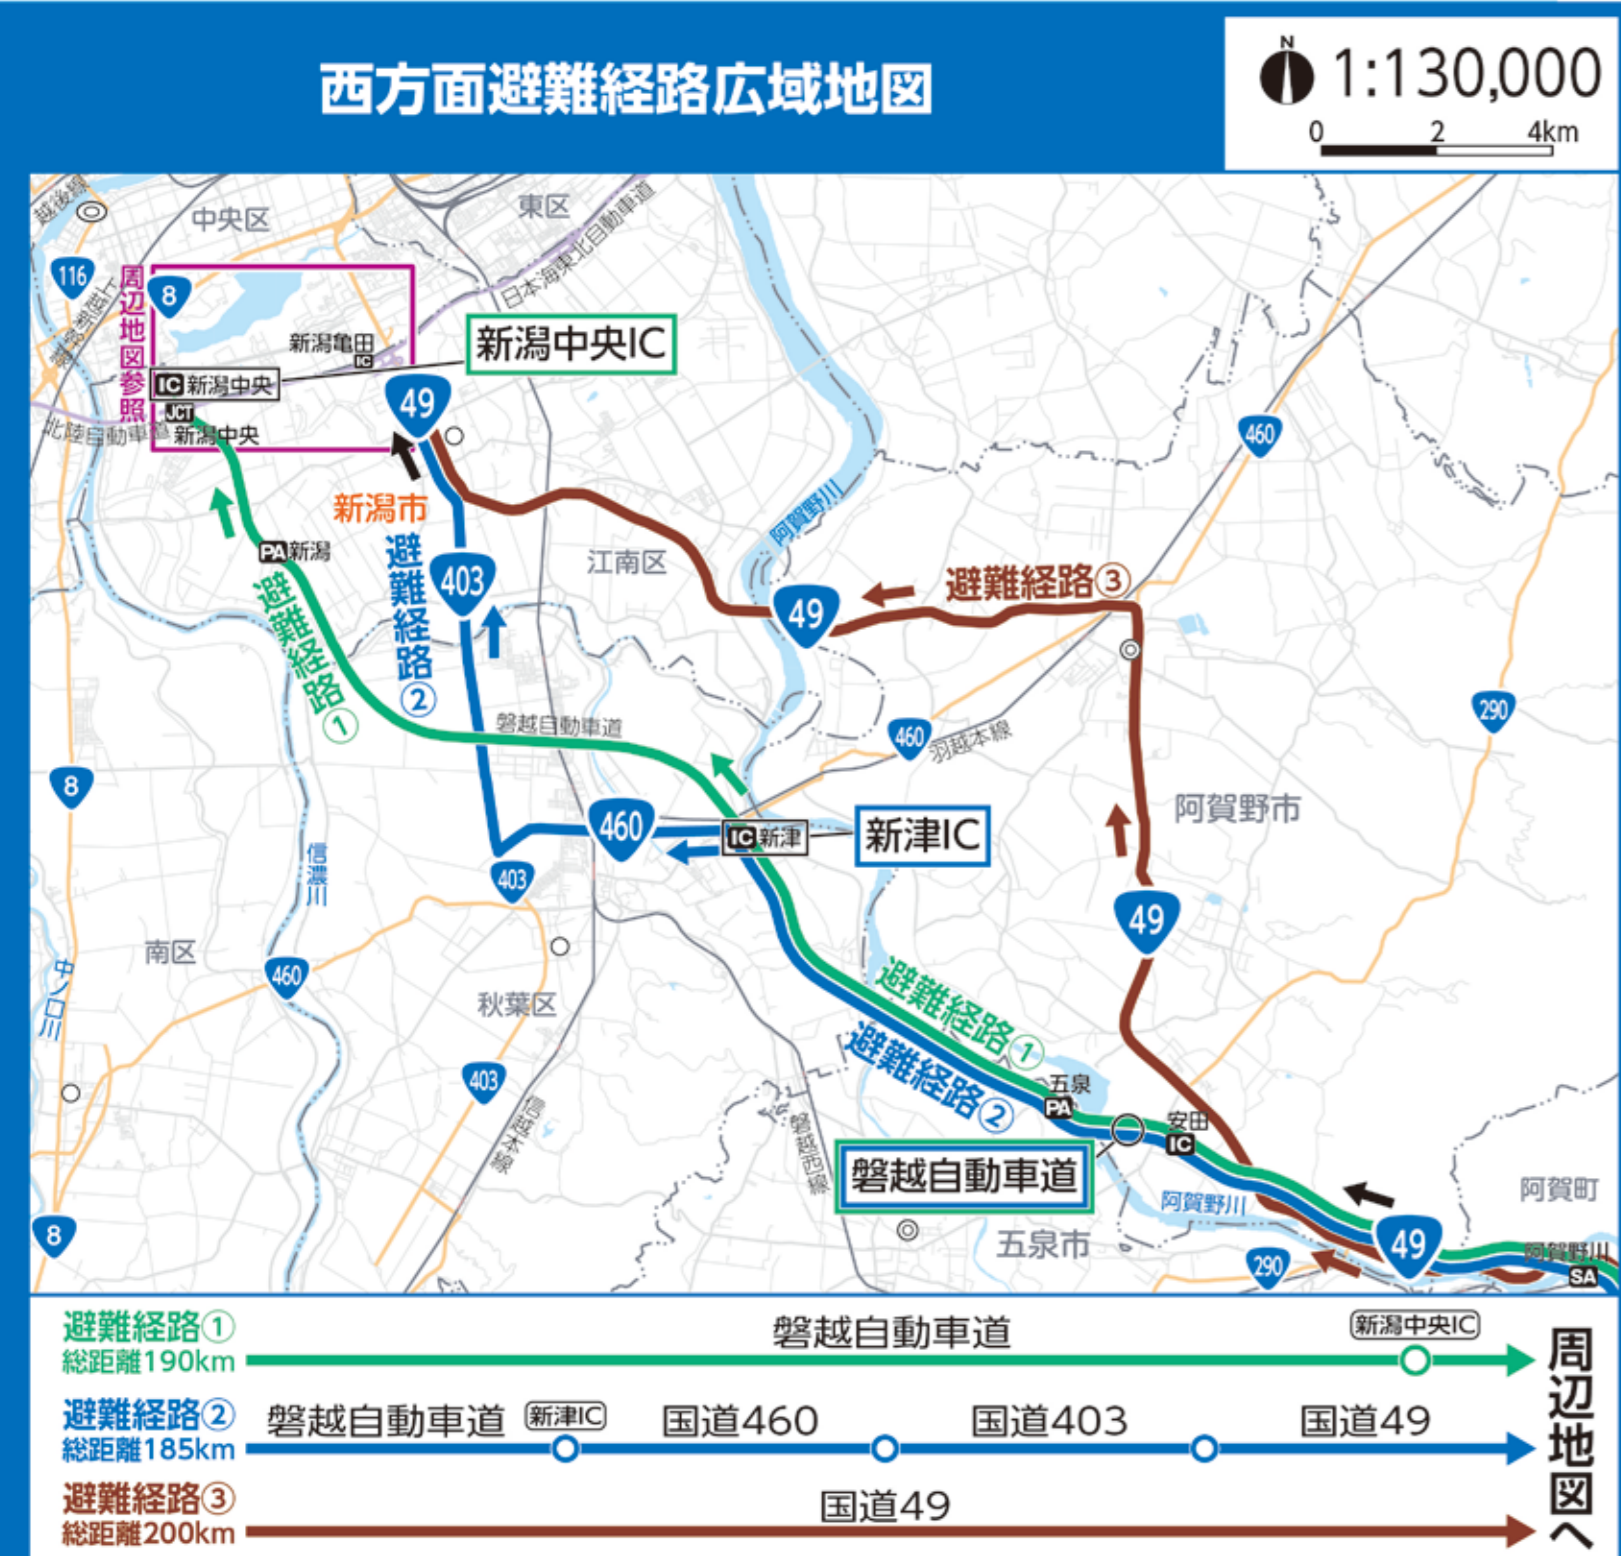 西方面避難経路広域地図
N
1:130,000
0 2 4km
越後線
中央区
東区
日本海東北自動車道
116
上越新幹線
周辺地図参照
8
新潟亀田
IC
新潟中央IC
IC 新潟中央
JCT
新潟中央
北陸自動車道
49
460
新潟市
阿賀野川
PA 新潟
避難経路②
403
江南区
避難経路③
49
避難経路①
290
磐越自動車道
460
羽越本線
8
阿賀野市
460
IC 新津
新津IC
信濃川
403
49
南区
中ノ口川
460
秋葉区
避難経路①
避難経路②
403
五泉
PA
安田
IC
信越本線
磐越西線
磐越自動車道
阿賀野川
阿賀町
8
五泉市
49
290
阿賀野川
SA
避難経路①
総距離190km
磐越自動車道
新潟中央IC
避難経路②
総距離185km
磐越自動車道 新津IC 国道460 国道403 国道49
避難経路③
総距離200km
国道49
周辺地図へ